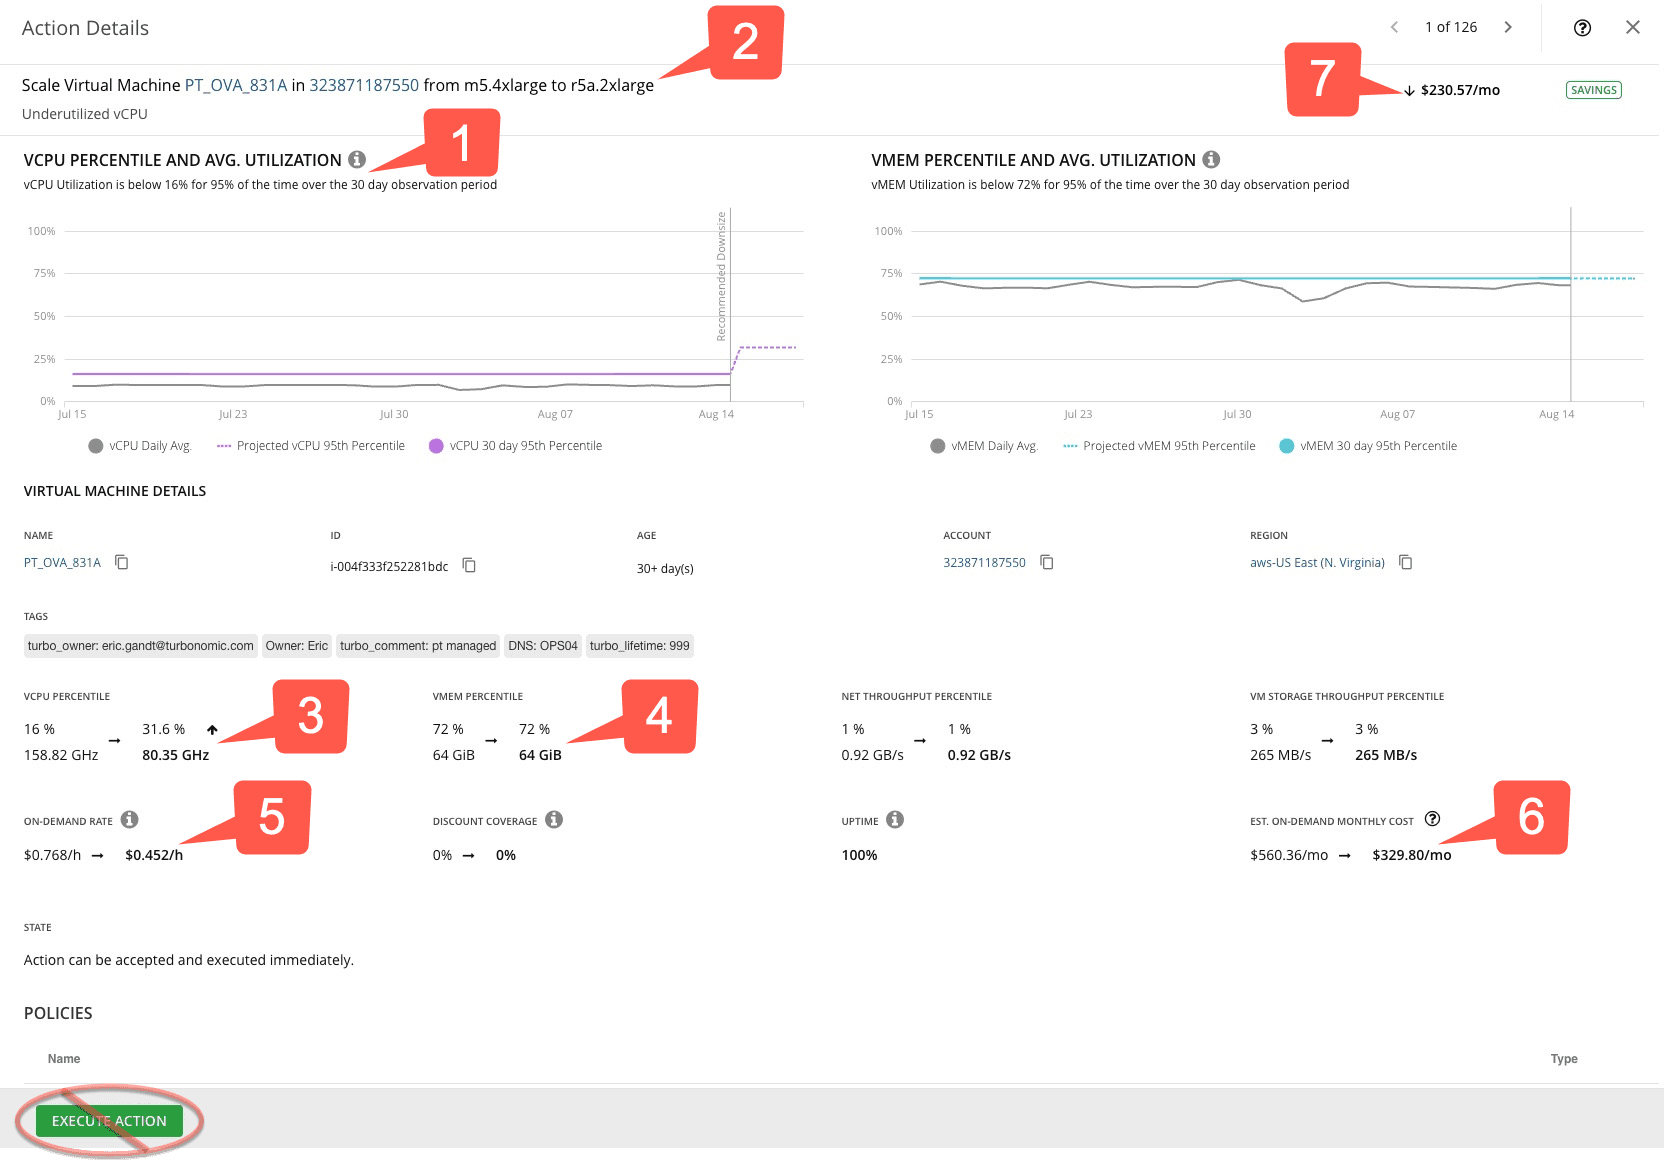 Action Details
1 of 126
2
7
Scale Virtual Machine PT_OVA_831A in 323871187550 from m5.4xlarge to r5a.2xlarge
$230.57/mo
SAVINGS
Underutilized vCPU
1
VCPU PERCENTILE AND AVG. UTILIZATION
vCPU Utilization is below 16% for 95% of the time over the 30 day observation period
100%
75%
50%
25%
0%
Recommended Downsize
Jul 15 Jul 23 Jul 30 Aug 07 Aug 14
vCPU Daily Avg. Projected vCPU 95th Percentile vCPU 30 day 95th Percentile
VMEM PERCENTILE AND AVG. UTILIZATION
vMEM Utilization is below 72% for 95% of the time over the 30 day observation period
100%
75%
50%
25%
0%
Jul 15 Jul 23 Jul 30 Aug 07 Aug 14
vMEM Daily Avg. Projected vMEM 95th Percentile vMEM 30 day 95th Percentile
VIRTUAL MACHINE DETAILS
NAME ID AGE ACCOUNT REGION
PT_OVA_831A i-004f333f252281bdc 30+ day(s) 323871187550 aws-US East (N. Virginia)
TAGS
turbo_owner: eric.gandt@turbonomic.com Owner: Eric turbo_comment: pt managed DNS: OPS04 turbo_lifetime: 999
VCPU PERCENTILE VMEM PERCENTILE NET THROUGHPUT PERCENTILE VM STORAGE THROUGHPUT PERCENTILE
3 4
16 % 31.6 % 72 % 72 % 1 % 1 % 3 % 3 %
158.82 GHz 80.35 GHz 64 GiB 64 GiB 0.92 GB/s 0.92 GB/s 265 MB/s 265 MB/s
5 6
ON-DEMAND RATE DISCOUNT COVERAGE UPTIME EST. ON-DEMAND MONTHLY COST
$0.768/h → $0.452/h 0% → 0% 100% $560.36/mo → $329.80/mo
STATE
Action can be accepted and executed immediately.
POLICIES
Name Type
EXECUTE ACTION